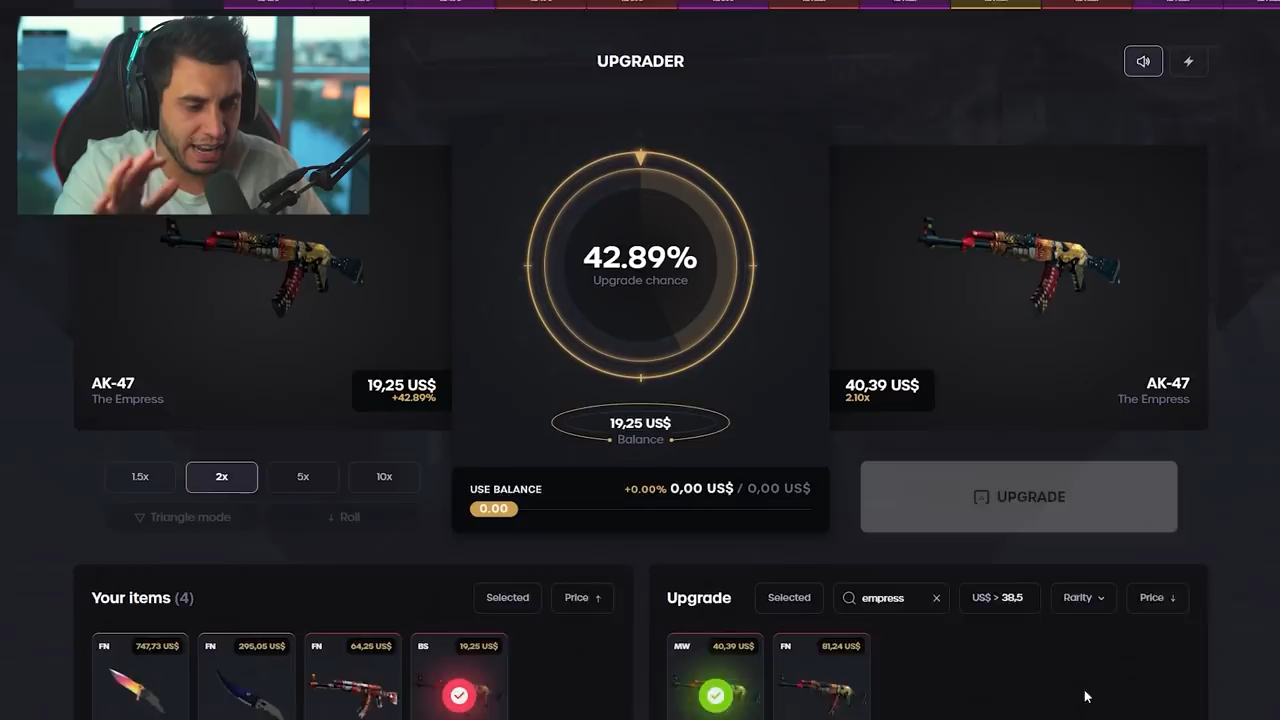 UPGRADER
42.89%
Upgrade chance
AK-47
The Empress
19,25 US$
+42.89%
40,39 US$
2.10x
AK-47
The Empress
19,25 US$
Balance
1.5x
2x
5x
10x
Triangle mode
Roll
USE BALANCE
+0.00% 0,00 US$ / 0,00 US$
0.00
UPGRADE
Your items (4)
Selected
Price ↑
Upgrade
Selected
empress
US$ > 38,5
Rarity
Price ↓
FN 747,73 US$
FN 295,05 US$
FN 64,25 US$
BS 19,25 US$
MW 40,39 US$
FN 81,24 US$